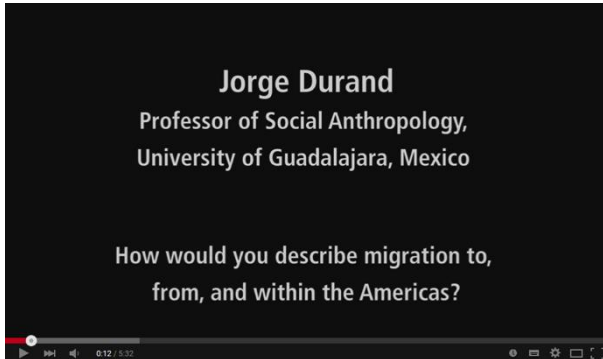 Jorge Durand
Professor of Social Anthropology,
University of Guadalajara, Mexico
How would you describe migration to,
from, and within the Americas?
0:12 / 5:32